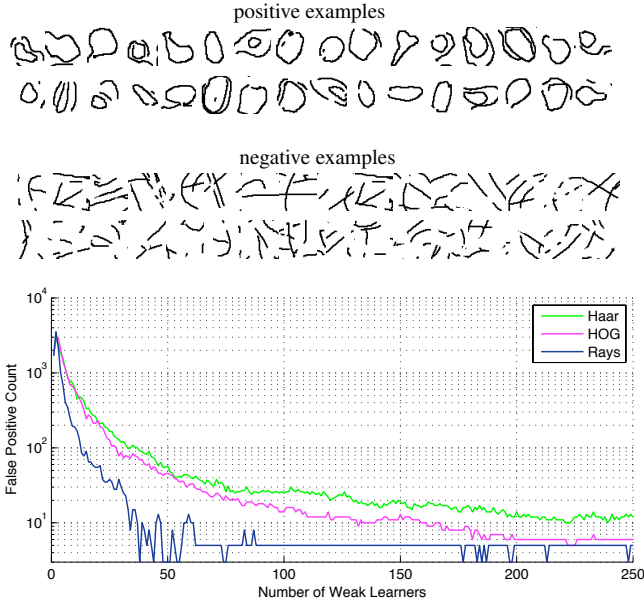 positive examples
negative examples
10^4
10^3
10^2
10^1
False Positive Count
Haar
HOG
Rays
0 50 100 150 200 250
Number of Weak Learners